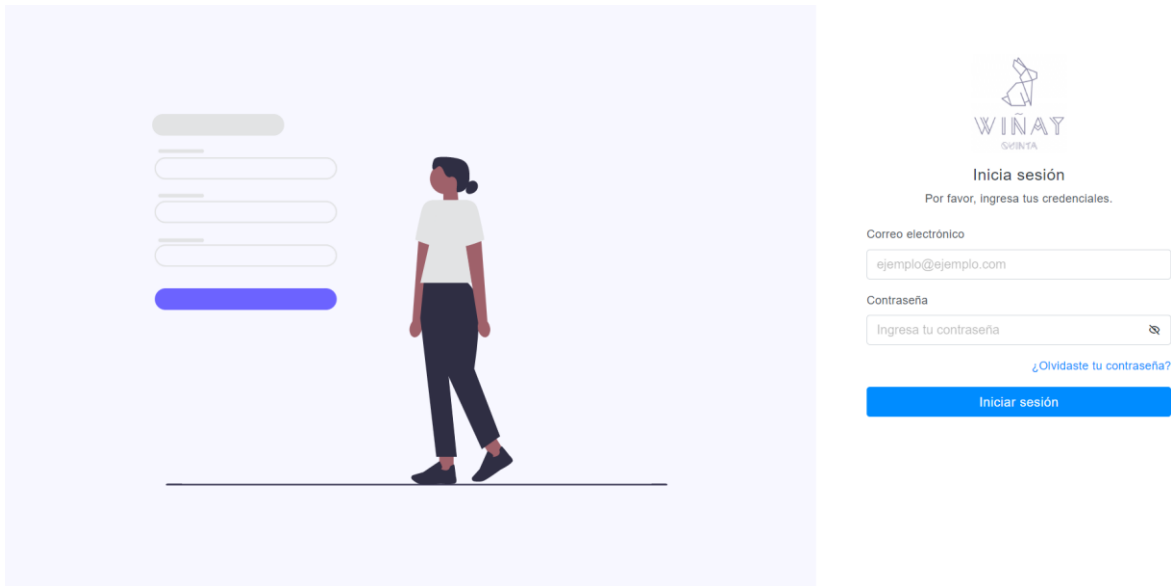 WIÑAY
QUINTA
Inicia sesión
Por favor, ingresa tus credenciales.
Correo electrónico
ejemplo@ejemplo.com
Contraseña
Ingresa tu contraseña
¿Olvidaste tu contraseña?
Iniciar sesión